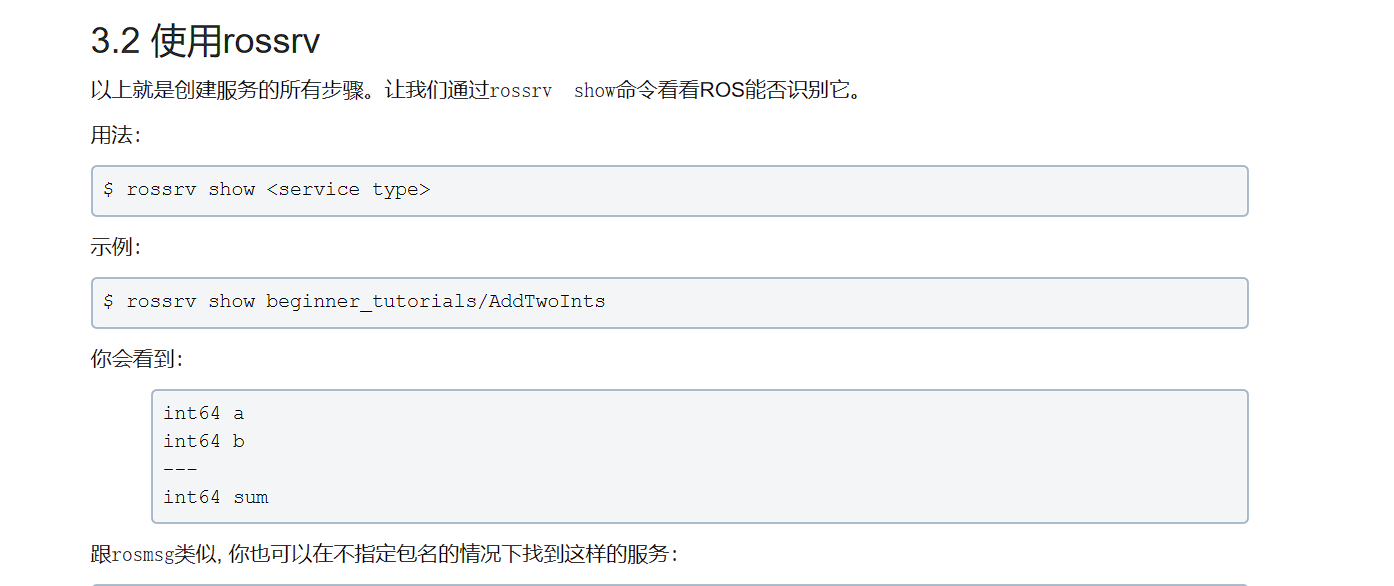 3.2 使用rossrv
以上就是创建服务的所有步骤。让我们通过rossrv show命令看看ROS能否识别它。
用法：
$ rossrv show <service type>
示例：
$ rossrv show beginner_tutorials/AddTwoInts
你会看到：
int64 a
int64 b
---
int64 sum
跟rosmsg类似, 你也可以在不指定包名的情况下找到这样的服务：